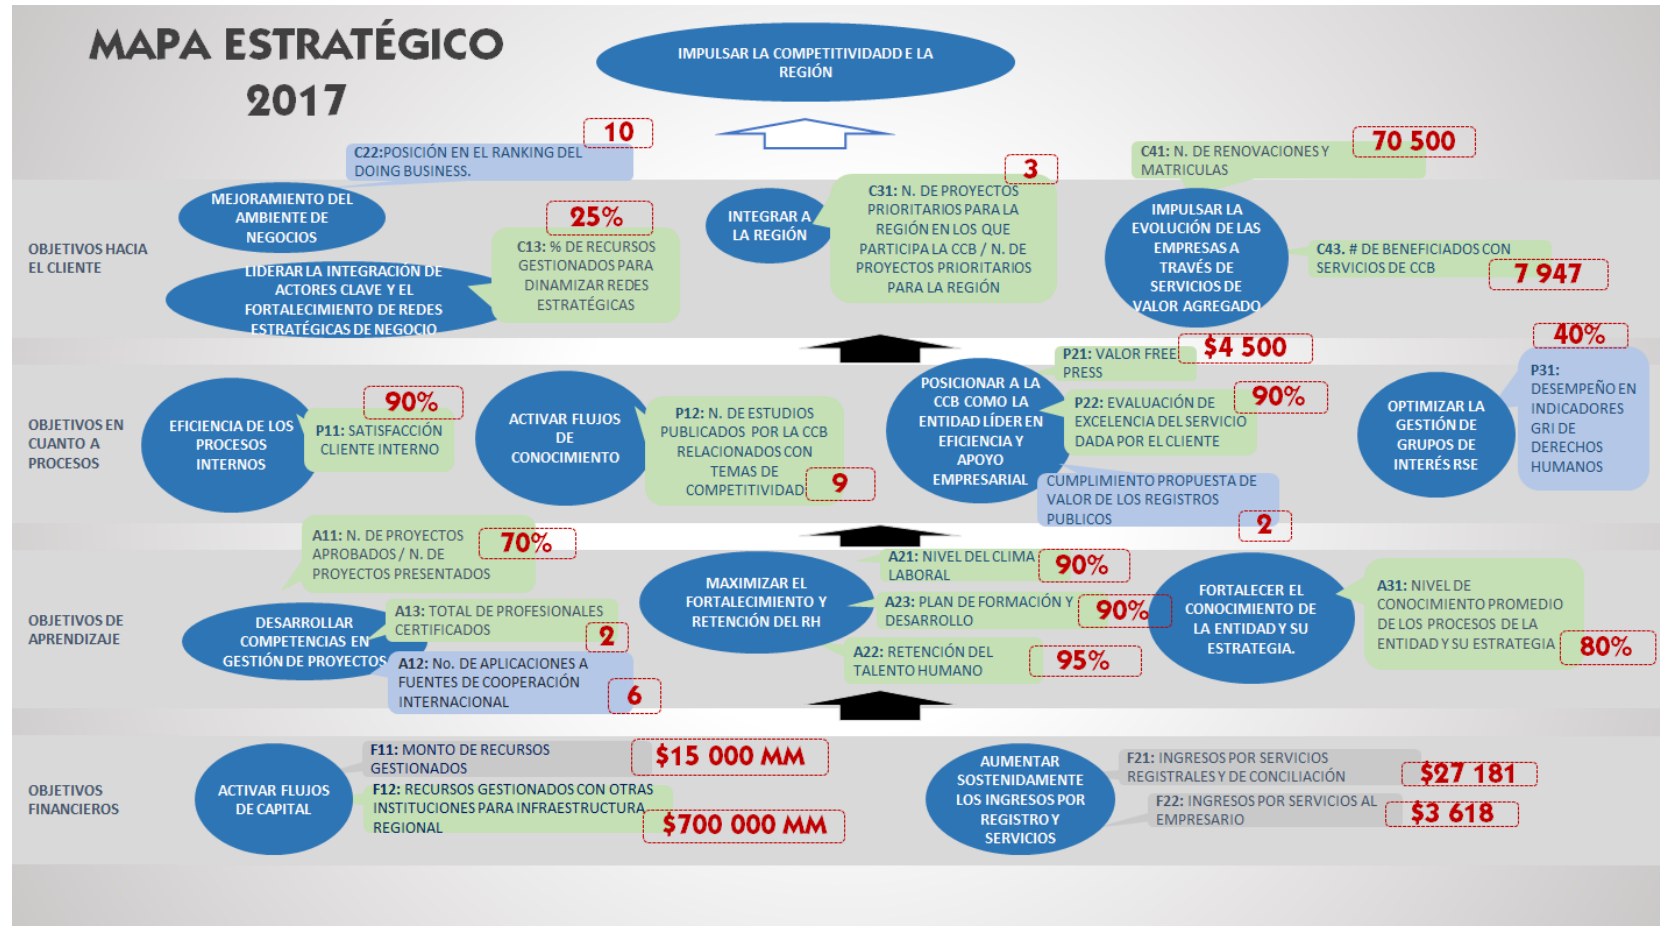 MAPA ESTRATÉGICO
2017
IMPULSAR LA COMPETITIVIDADD E LA
REGIÓN
10
C22:POSICIÓN EN EL RANKING DEL
DOING BUSINESS.
70 500
C41: N. DE RENOVACIONES Y
MATRICULAS
OBJETIVOS HACIA
EL CLIENTE
MEJORAMIENTO DEL
AMBIENTE DE
NEGOCIOS
25%
C13: % DE RECURSOS
GESTIONADOS PARA
DINAMIZAR REDES
ESTRATÉGICAS
LIDERAR LA INTEGRACIÓN DE
ACTORES CLAVE Y EL
FORTALECIMIENTO DE REDES
ESTRATÉGICAS DE NEGOCIO
INTEGRAR A
LA REGIÓN
3
C31: N. DE PROYECTOS
PRIORITARIOS PARA LA
REGIÓN EN LOS QUE
PARTICIPA LA CCB / N. DE
PROYECTOS PRIORITARIOS
PARA LA REGIÓN
IMPULSAR LA
EVOLUCIÓN DE LAS
EMPRESAS A
TRAVÉS DE
SERVICIOS DE
VALOR AGREGADO
C43. # DE BENEFICIADOS CON
SERVICIOS DE CCB
7 947
OBJETIVOS EN
CUANTO A
PROCESOS
EFICIENCIA DE LOS
PROCESOS
INTERNOS
90%
P11: SATISFACCIÓN
CLIENTE INTERNO
ACTIVAR FLUJOS
DE
CONOCIMIENTO
P12: N. DE ESTUDIOS
PUBLICADOS POR LA CCB
RELACIONADOS CON
TEMAS DE
COMPETITIVIDAD
9
POSICIONAR A LA
CCB COMO LA
ENTIDAD LÍDER EN
EFICIENCIA Y
APOYO
EMPRESARIAL
P21: VALOR FREE
PRESS
$4 500
P22: EVALUACIÓN DE
EXCELENCIA DEL SERVICIO
DADA POR EL CLIENTE
90%
CUMPLIMIENTO PROPUESTA DE
VALOR DE LOS REGISTROS
PUBLICOS
2
OPTIMIZAR LA
GESTIÓN DE
GRUPOS DE
INTERÉS RSE
40%
P31:
DESEMPEÑO EN
INDICADORES
GRI DE
DERECHOS
HUMANOS
OBJETIVOS DE
APRENDIZAJE
A11: N. DE PROYECTOS
APROBADOS / N. DE
PROYECTOS PRESENTADOS
70%
DESARROLLAR
COMPETENCIAS EN
GESTIÓN DE PROYECTOS
A13: TOTAL DE PROFESIONALES
CERTIFICADOS
2
A12: No. DE APLICACIONES A
FUENTES DE COOPERACIÓN
INTERNACIONAL
6
MAXIMIZAR EL
FORTALECIMIENTO Y
RETENCIÓN DEL RH
A21: NIVEL DEL CLIMA
LABORAL
90%
A23: PLAN DE FORMACIÓN Y
DESARROLLO
90%
A22: RETENCIÓN DEL
TALENTO HUMANO
95%
FORTALECER EL
CONOCIMIENTO DE
LA ENTIDAD Y SU
ESTRATEGIA.
A31: NIVEL DE
CONOCIMIENTO PROMEDIO
DE LOS PROCESOS DE LA
ENTIDAD Y SU ESTRATEGIA
80%
OBJETIVOS
FINANCIEROS
ACTIVAR FLUJOS
DE CAPITAL
F11: MONTO DE RECURSOS
GESTIONADOS
$15 000 MM
F12: RECURSOS GESTIONADOS CON OTRAS
INSTITUCIONES PARA INFRAESTRUCTURA
REGIONAL
$700 000 MM
AUMENTAR
SOSTENIDAMENTE
LOS INGRESOS POR
REGISTRO Y
SERVICIOS
F21: INGRESOS POR SERVICIOS
REGISTRALES Y DE CONCILIACIÓN
$27 181
F22: INGRESOS POR SERVICIOS AL
EMPRESARIO
$3 618